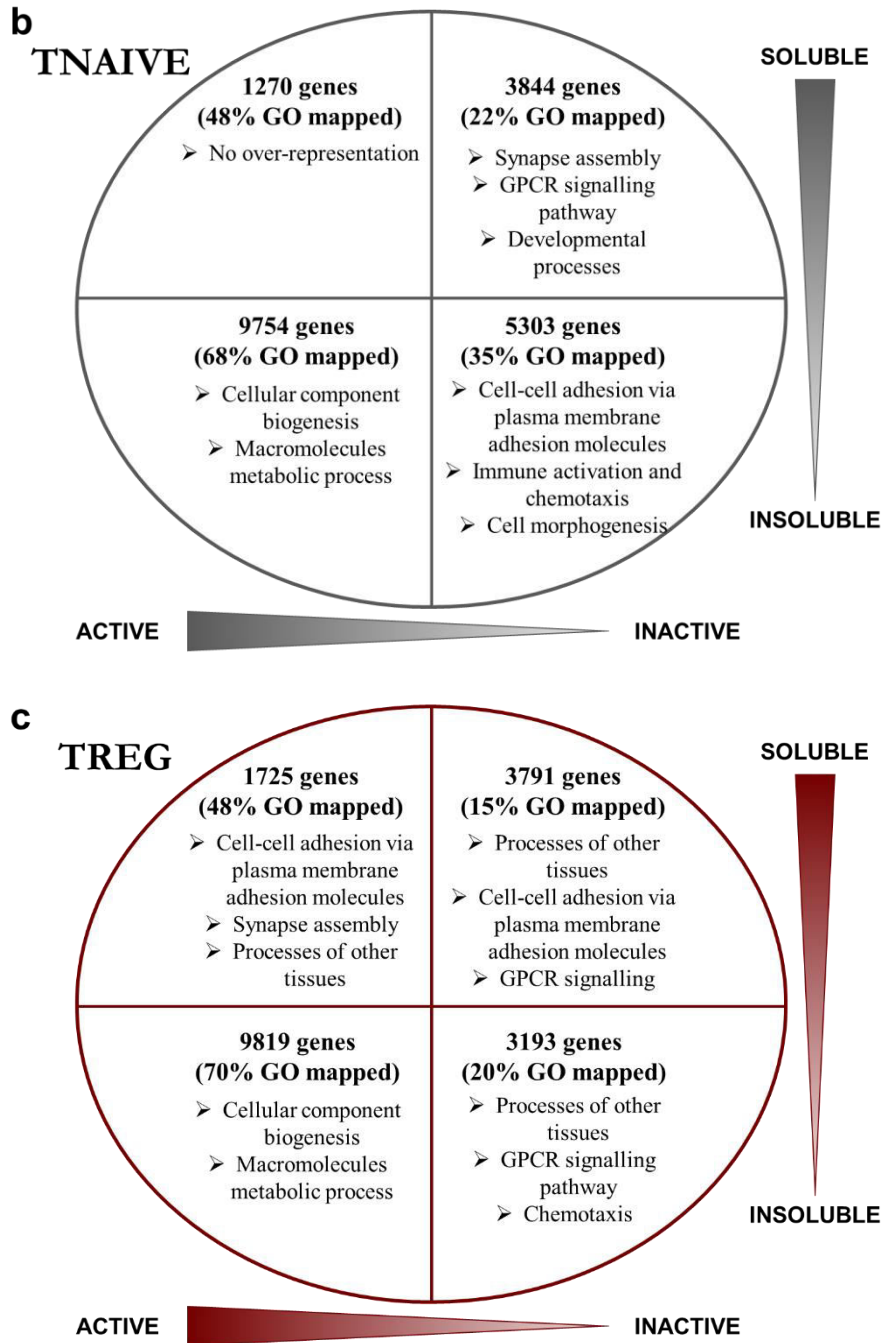 b
TNAIVE
SOLUBLE
1270 genes
(48% GO mapped)
➢ No over-representation
3844 genes
(22% GO mapped)
➢ Synapse assembly
➢ GPCR signalling
pathway
➢ Developmental
processes
9754 genes
(68% GO mapped)
➢ Cellular component
biogenesis
➢ Macromolecules
metabolic process
5303 genes
(35% GO mapped)
➢ Cell-cell adhesion via
plasma membrane
adhesion molecules
➢ Immune activation and
chemotaxis
➢ Cell morphogenesis
INSOLUBLE
ACTIVE
INACTIVE
c
TREG
SOLUBLE
1725 genes
(48% GO mapped)
➢ Cell-cell adhesion via
plasma membrane
adhesion molecules
➢ Synapse assembly
➢ Processes of other
tissues
3791 genes
(15% GO mapped)
➢ Processes of other
tissues
➢ Cell-cell adhesion via
plasma membrane
adhesion molecules
➢ GPCR signalling
9819 genes
(70% GO mapped)
➢ Cellular component
biogenesis
➢ Macromolecules
metabolic process
3193 genes
(20% GO mapped)
➢ Processes of other
tissues
➢ GPCR signalling
pathway
➢ Chemotaxis
INSOLUBLE
ACTIVE
INACTIVE